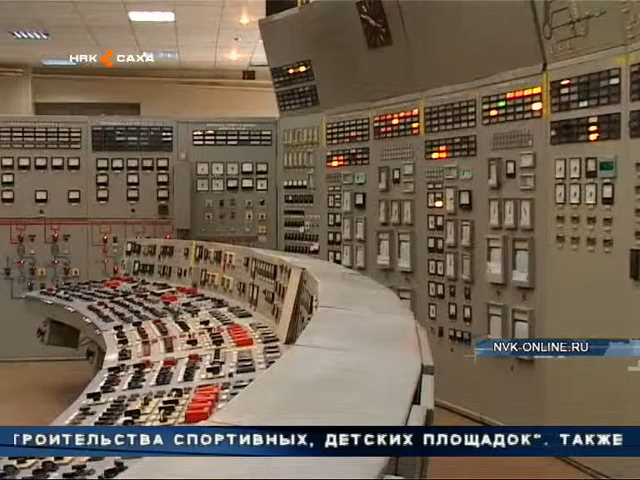 НВК САХА
NVK-ONLINE.RU
ТРОИТЕЛЬСТВА СПОРТИВНЫХ, ДЕТСКИХ ПЛОЩАДОК". ТАКЖЕ